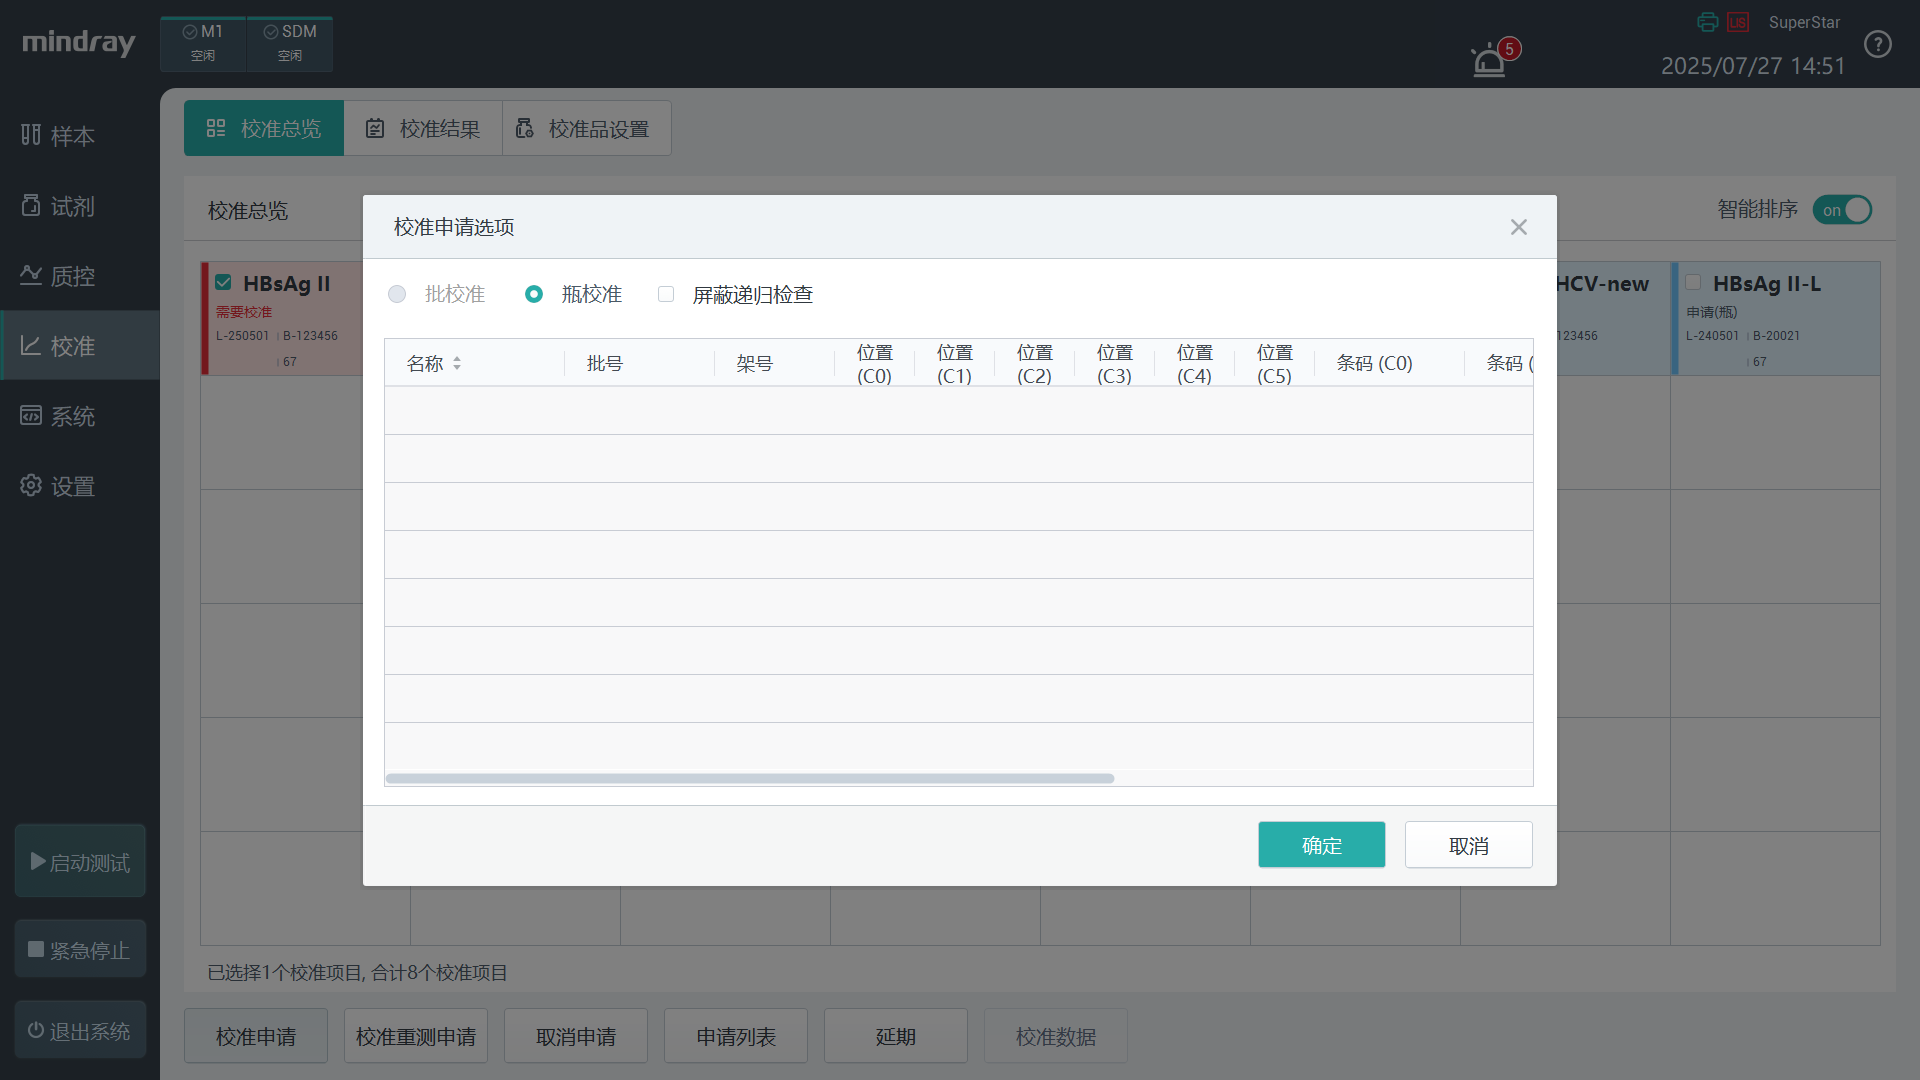 mindray
M1
空闲
SDM
空闲
5
LIS
SuperStar
2025/07/27 14:51
?
样本
试剂
质控
校准
系统
设置
启动测试
紧急停止
退出系统
校准总览
校准结果
校准品设置
校准总览
智能排序
on
HBsAg II
需要校准
L-250501 B-123456
67
HCV-new
123456
HBsAg II-L
申请(瓶)
L-240501 B-20021
67
校准申请选项
批校准
瓶校准
屏蔽递归检查
名称
批号
架号
位置 (C0)
位置 (C1)
位置 (C2)
位置 (C3)
位置 (C4)
位置 (C5)
条码 (C0)
条码 (
确定
取消
已选择1个校准项目, 合计8个校准项目
校准申请
校准重测申请
取消申请
申请列表
延期
校准数据